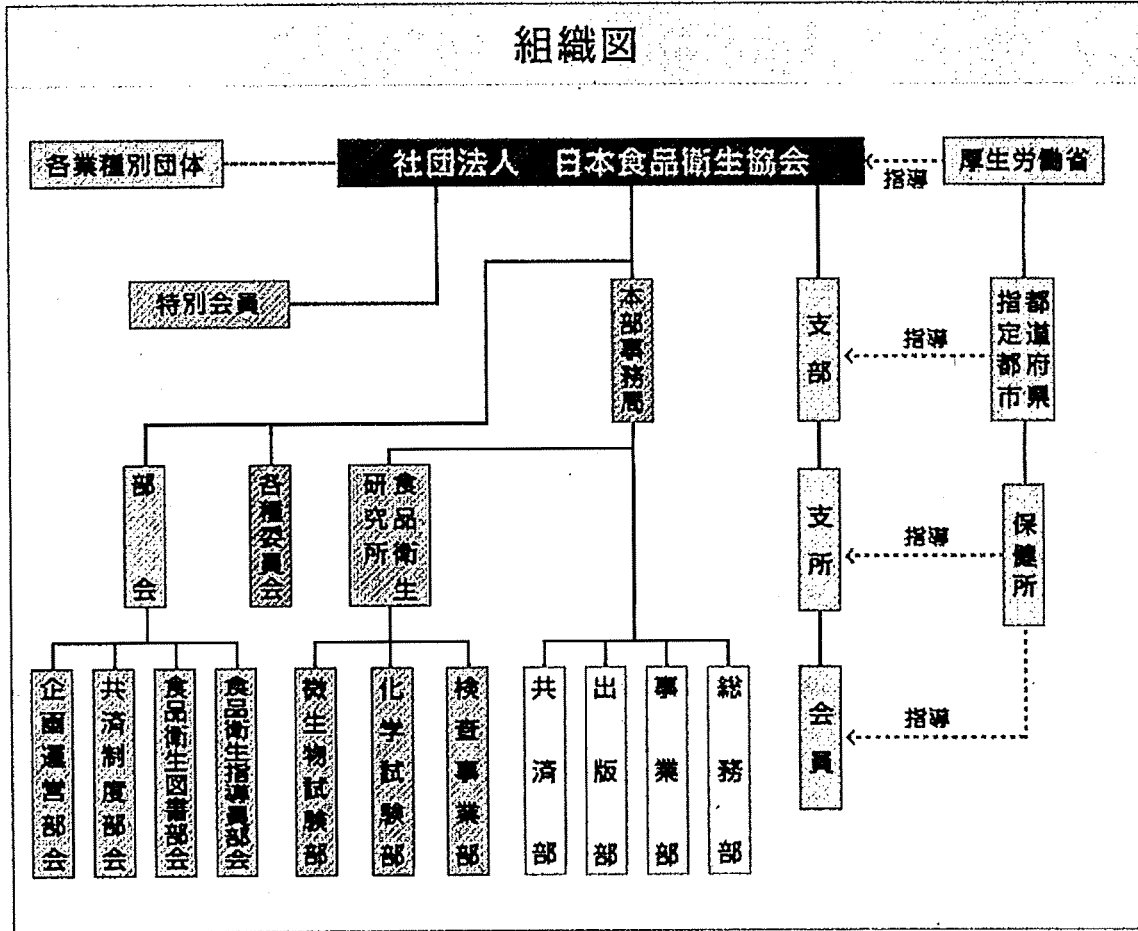 組織図
各業種別団体
社団法人 日本食品衛生協会
厚生労働省
指導
特別会員
本部事務局
支部
指導
都道府県
指定都市
部会
各種委員会
食品衛生
研究所
支所
指導
保健所
企画運営部会
共済制度部会
食品衛生図書部会
食品衛生指導員部会
微生物試験部
化学試験部
検査事業部
共済部
出版部
事業部
総務部
会員
指導